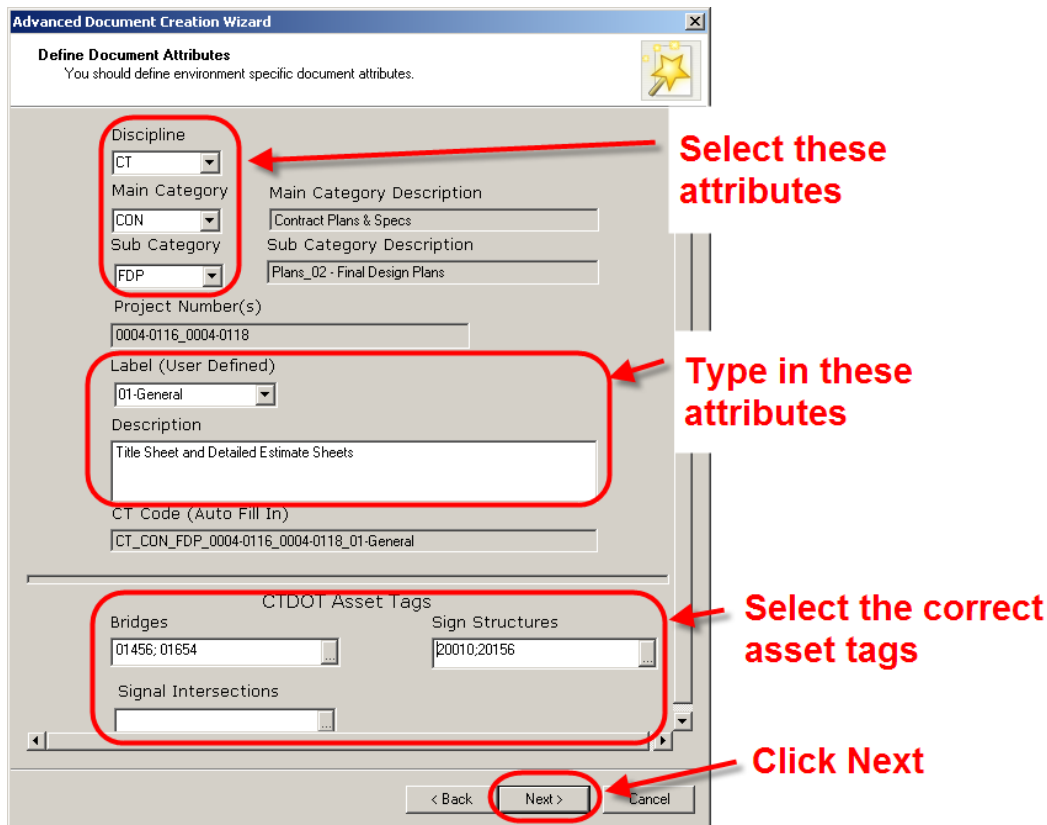 Advanced Document Creation Wizard
Define Document Attributes
You should define environment specific document attributes.
Discipline
CT
Main Category
Main Category Description
CON
Contract Plans & Specs
Sub Category
Sub Category Description
FDP
Plans_02 - Final Design Plans
Project Number(s)
0004-0116_0004-0118
Label (User Defined)
01-General
Description
Title Sheet and Detailed Estimate Sheets
CT Code (Auto Fill In)
CT_CON_FDP_0004-0116_0004-0118_01-General
CTDOT Asset Tags
Bridges
Sign Structures
01456; 01654
...
20010;20156
...
Signal Intersections
...
< Back
Next >
Cancel
Select these
attributes
Type in these
attributes
Select the correct
asset tags
Click Next